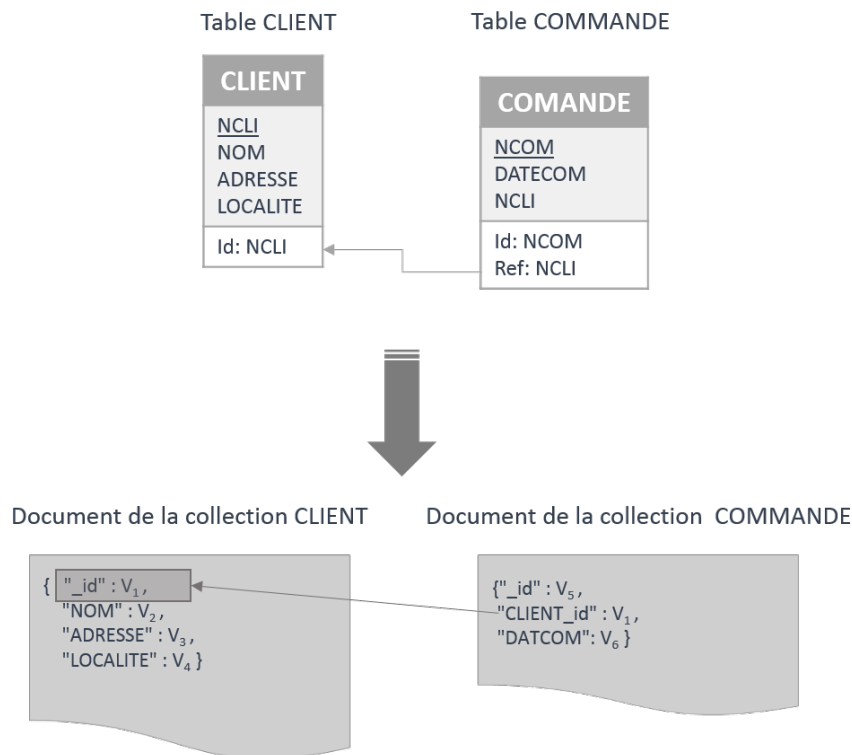 Table CLIENT
Table COMMANDE
CLIENT
NCLI
NOM
ADRESSE
LOCALITE
Id: NCLI
COMANDE
NCOM
DATECOM
NCLI
Id: NCOM
Ref: NCLI
Document de la collection CLIENT
Document de la collection COMMANDE
{ "_id" : V₁ ,
"NOM" : V₂ ,
"ADRESSE" : V₃ ,
"LOCALITE" : V₄ }
{"_id" : V₅ ,
"CLIENT_id" : V₁ ,
"DATCOM": V₆ }